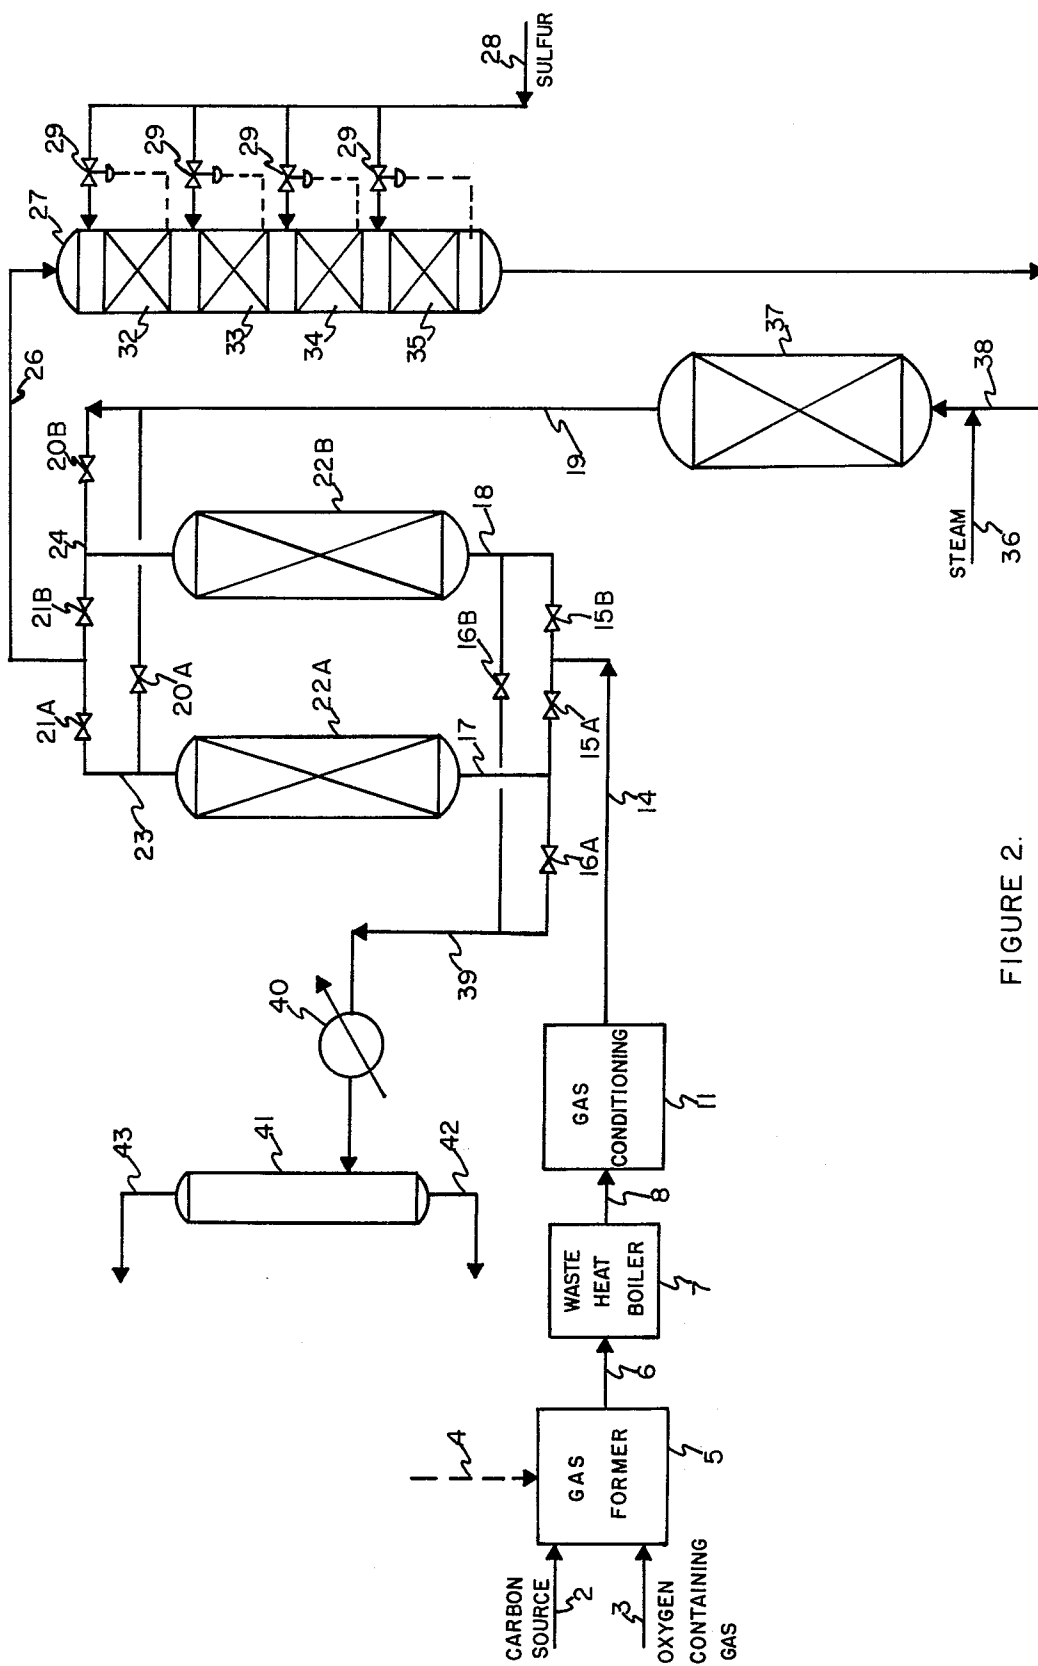 28
SULFUR
29
29
29
29
27
32
33
34
35
26
37
38
19
STEAM
36
20B
24
21B
22B
18
16B
15B
20A
21A
22A
17
15A
23
16A
14
39
40
GAS
CONDITIONING
11
41
43
42
8
WASTE
HEAT
BOILER
7
6
4
GAS
FORMER
5
CARBON
SOURCE
2
3
OXYGEN
CONTAINING
GAS
FIGURE 2.